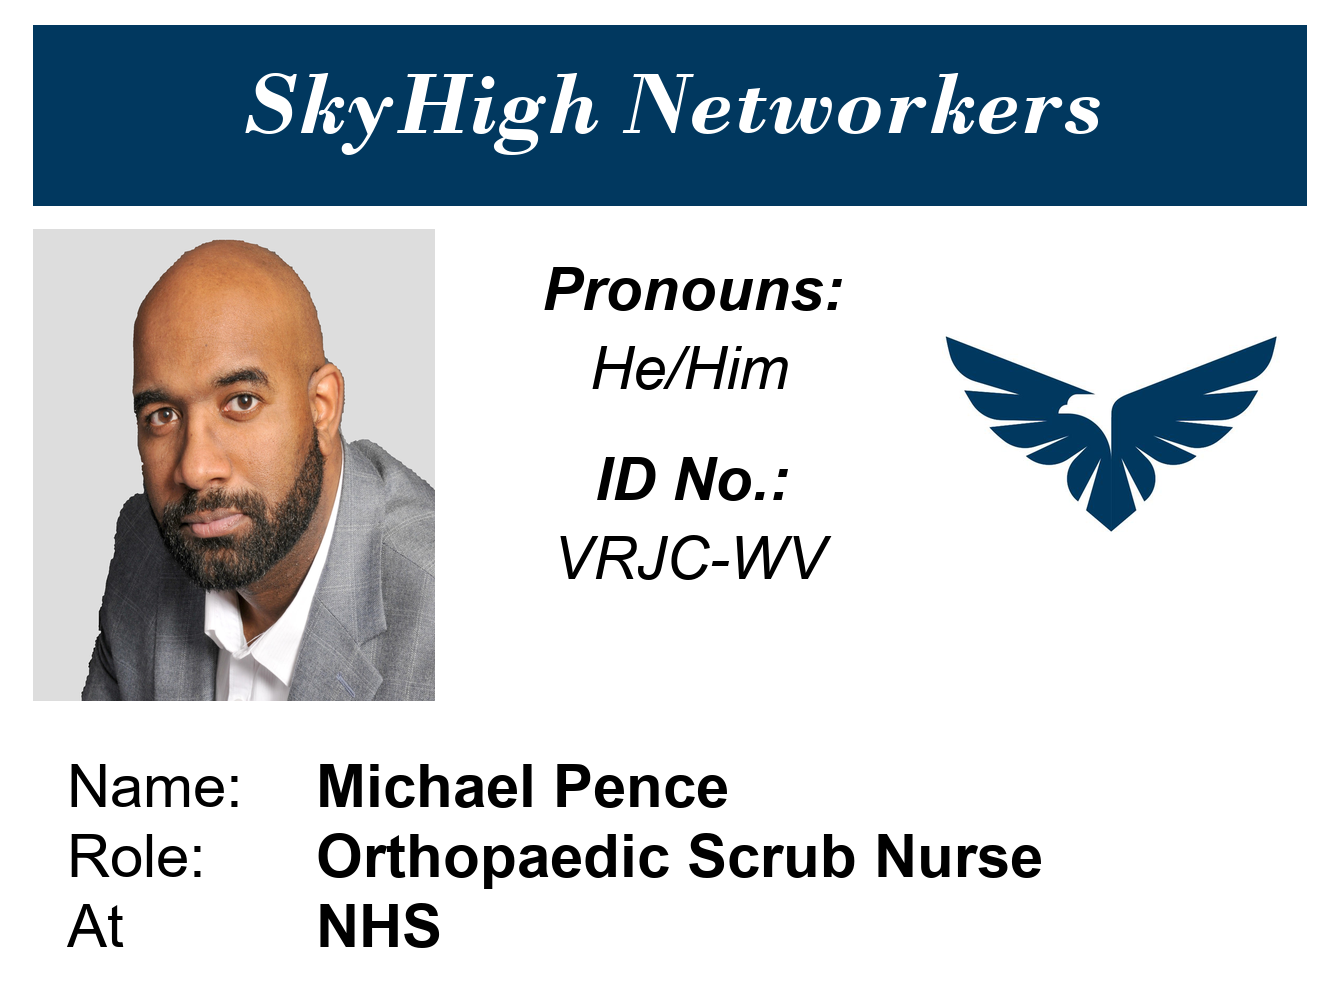 SkyHigh Networkers
Pronouns:
He/Him
ID No.:
VRJC-WV
Name: Michael Pence
Role: Orthopaedic Scrub Nurse
At NHS